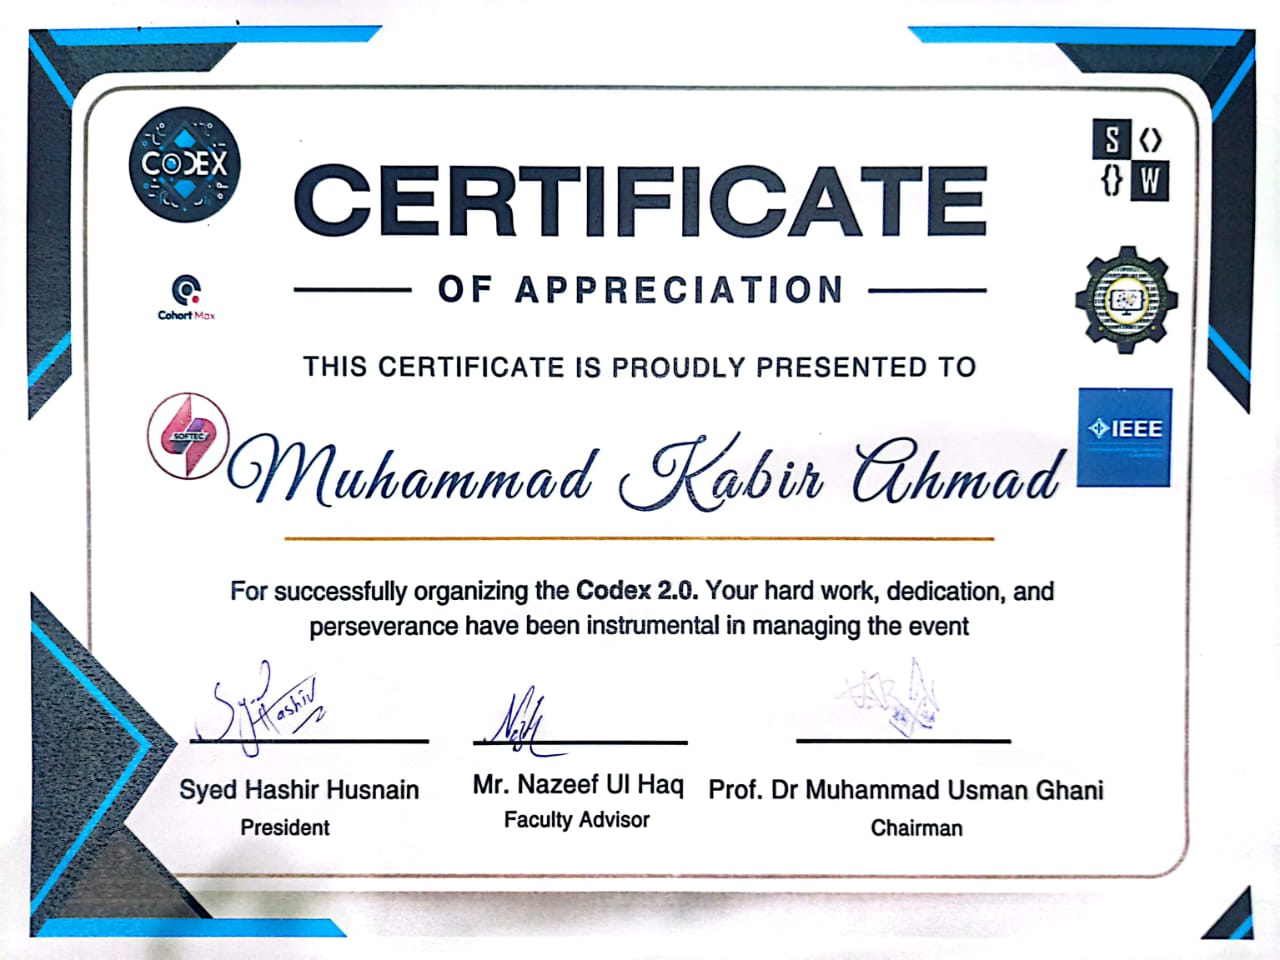 CODEX
S
W
CERTIFICATE
OF APPRECIATION
Cohort Max
THIS CERTIFICATE IS PROUDLY PRESENTED TO
SOFTEC
IEEE
Muhammad Kabir Ahmad
For successfully organizing the Codex 2.0. Your hard work, dedication, and
perseverance have been instrumental in managing the event
Syed Hashir
Syed Hashir Husnain
President
Mr. Nazeef Ul Haq
Faculty Advisor
Prof. Dr Muhammad Usman Ghani
Chairman